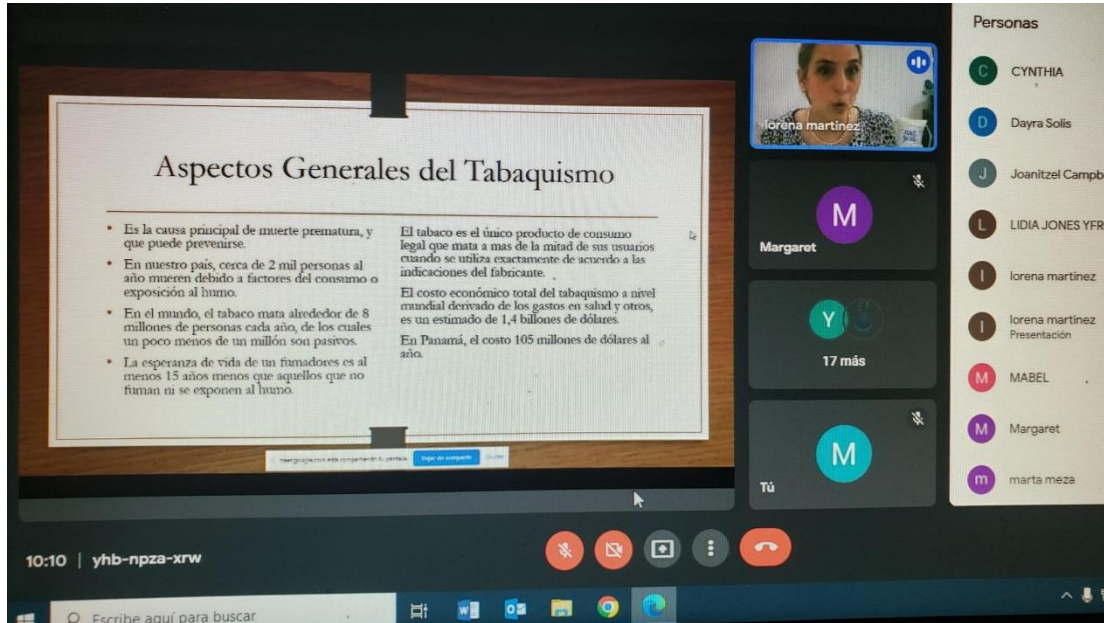 Aspectos Generales del Tabaquismo
• Es la causa principal de muerte prematura, y
que puede prevenirse.
• En nuestro país, cerca de 2 mil personas al
año mueren debido a factores del consumo o
exposición al humo.
• En el mundo, el tabaco mata alrededor de 8
millones de personas cada año, de los cuales
un poco menos de un millón son pasivos.
• La esperanza de vida de un fumadores es al
menos 15 años menos que aquellos que no
fuman ni se exponen al humo.
El tabaco es el único producto de consumo
legal que mata a mas de la mitad de sus usuarios
cuando se utiliza exactamente de acuerdo a las
indicaciones del fabricante.
El costo económico total del tabaquismo a nivel
mundial derivado de los gastos en salud y otros,
es un estimado de 1,4 billones de dólares.
En Panamá, el costo 105 millones de dólares al
año.
Dejar de compartir
lorena martinez
M
Margaret
Y
17 más
M
Tú
Personas
C CYNTHIA
D Dayra Solis
J Joanitzel Campb
L LIDIA JONES YFR
l lorena martinez
l lorena martinez
Presentación
M MABEL
M Margaret
m marta meza
10:10 | yhb-npza-xrw
Escribe aquí para buscar